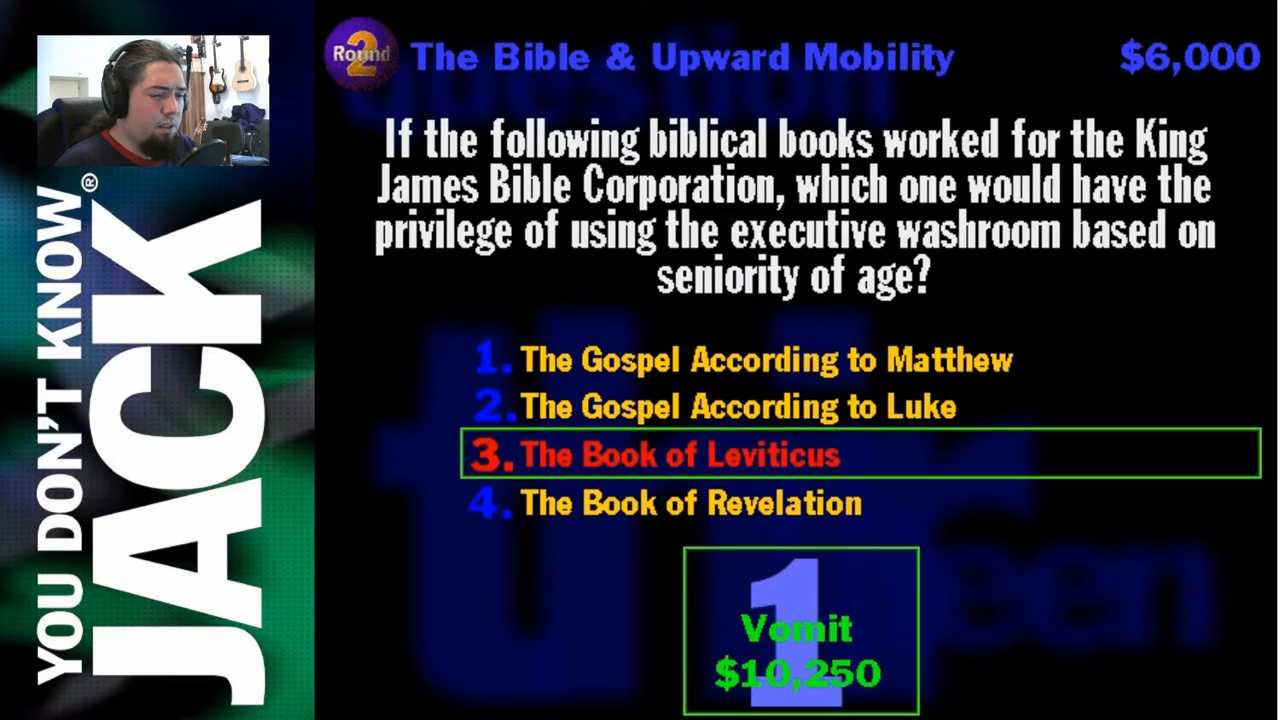 YOU DON'T KNOW
JACK®
Round 2
The Bible & Upward Mobility
$6,000
If the following biblical books worked for the King
James Bible Corporation, which one would have the
privilege of using the executive washroom based on
seniority of age?
1. The Gospel According to Matthew
2. The Gospel According to Luke
3. The Book of Leviticus
4. The Book of Revelation
1
Vomit
$10,250
question